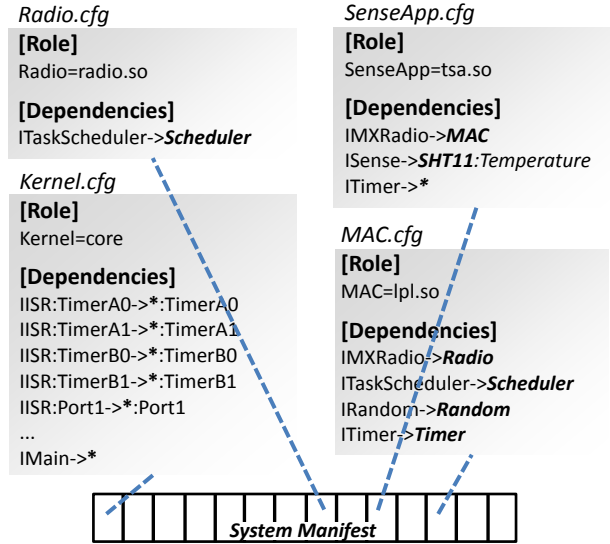 Radio.cfg
[Role]
Radio=radio.so
[Dependencies]
ITaskScheduler->Scheduler
Kernel.cfg
[Role]
Kernel=core
[Dependencies]
IISR:TimerA0->*:TimerA0
IISR:TimerA1->*:TimerA1
IISR:TimerB0->*:TimerB0
IISR:TimerB1->*:TimerB1
IISR:Port1->*:Port1
...
IMain->*
SenseApp.cfg
[Role]
SenseApp=tsa.so
[Dependencies]
IMXRadio->MAC
ISense->SHT11:Temperature
ITimer->*
MAC.cfg
[Role]
MAC=lpl.so
[Dependencies]
IMXRadio->Radio
ITaskScheduler->Scheduler
IRandom->Random
ITimer->Timer
System Manifest